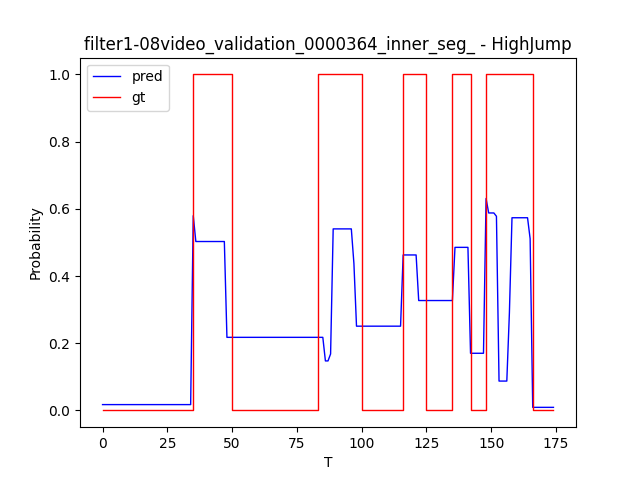 filter1-08video_validation_0000364_inner_seg_ - HighJump
pred
gt
1.0
0.8
0.6
0.4
0.2
0.0
Probability
0 25 50 75 100 125 150 175
T